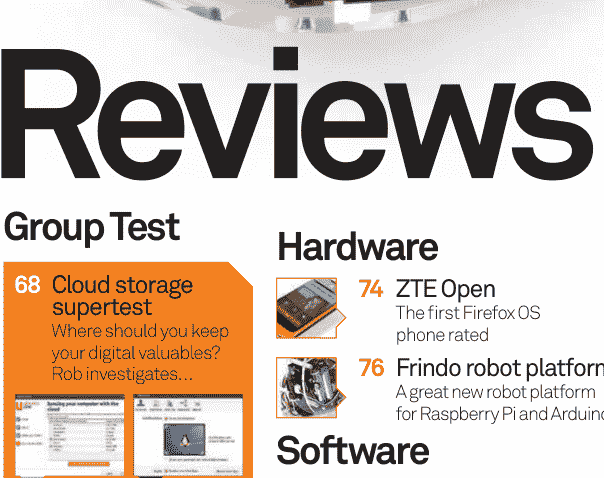 Reviews
Group Test
68 Cloud storage
supertest
Where should you keep
your digital valuables?
Rob investigates...
Hardware
74 ZTE Open
The first Firefox OS
phone rated
76 Frindo robot platform
A great new robot platform
for Raspberry Pi and Arduino
Software